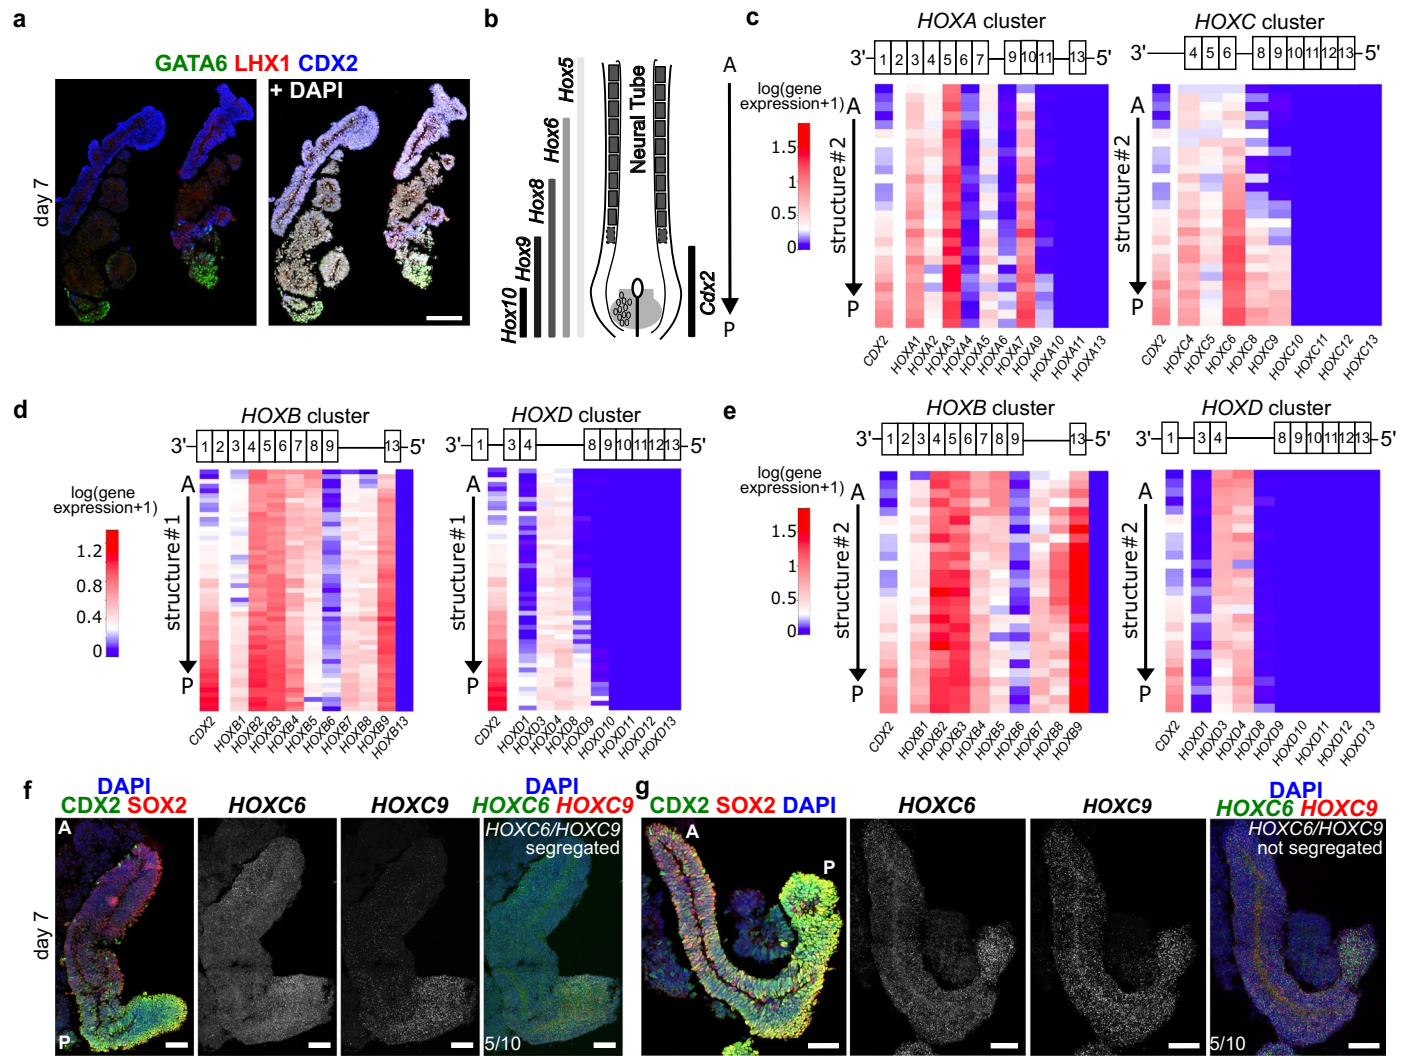 a
GATA6 LHX1 CDX2
+ DAPI
day 7
b
Hox10
Hox9
Hox8
Hox6
Hox5
Neural Tube
Cdx2
A
P
c
HOXA cluster
3' 1 2 3 4 5 6 7 9 10 11 13 5'
log(gene
expression+1)
1.5
1
0.5
0
A
structure#2
P
CDX2 HOXA1 HOXA2 HOXA3 HOXA4 HOXA5 HOXA6 HOXA7 HOXA9 HOXA10 HOXA11 HOXA13
HOXC cluster
3' 4 5 6 8 9 10 11 12 13 5'
A
structure#2
P
CDX2 HOXC4 HOXC5 HOXC6 HOXC8 HOXC9 HOXC10 HOXC11 HOXC12 HOXC13
d
HOXB cluster
3' 1 2 3 4 5 6 7 8 9 13 5'
log(gene
expression+1)
1.2
0.8
0.4
0
A
structure#1
P
CDX2 HOXB1 HOXB2 HOXB3 HOXB4 HOXB5 HOXB6 HOXB7 HOXB8 HOXB9 HOXB13
HOXD cluster
3' 1 3 4 8 9 10 11 12 13 5'
A
structure#1
P
CDX2 HOXD1 HOXD3 HOXD4 HOXD8 HOXD9 HOXD10 HOXD11 HOXD12 HOXD13
e
HOXB cluster
3' 1 2 3 4 5 6 7 8 9 13 5'
log(gene
expression+1)
1.5
1
0.5
0
A
structure#2
P
CDX2 HOXB1 HOXB2 HOXB3 HOXB4 HOXB5 HOXB6 HOXB7 HOXB8 HOXB9
HOXD cluster
3' 1 3 4 8 9 10 11 12 13 5'
A
structure#2
P
CDX2 HOXD1 HOXD3 HOXD4 HOXD8 HOXD9 HOXD10 HOXD11 HOXD12 HOXD13
f
day 7
DAPI
CDX2 SOX2
A
P
HOXC6
HOXC9
DAPI
HOXC6 HOXC9
HOXC6/HOXC9
segregated
5/10
g
CDX2 SOX2 DAPI
A
P
HOXC6
HOXC9
DAPI
HOXC6 HOXC9
HOXC6/HOXC9
not segregated
5/10